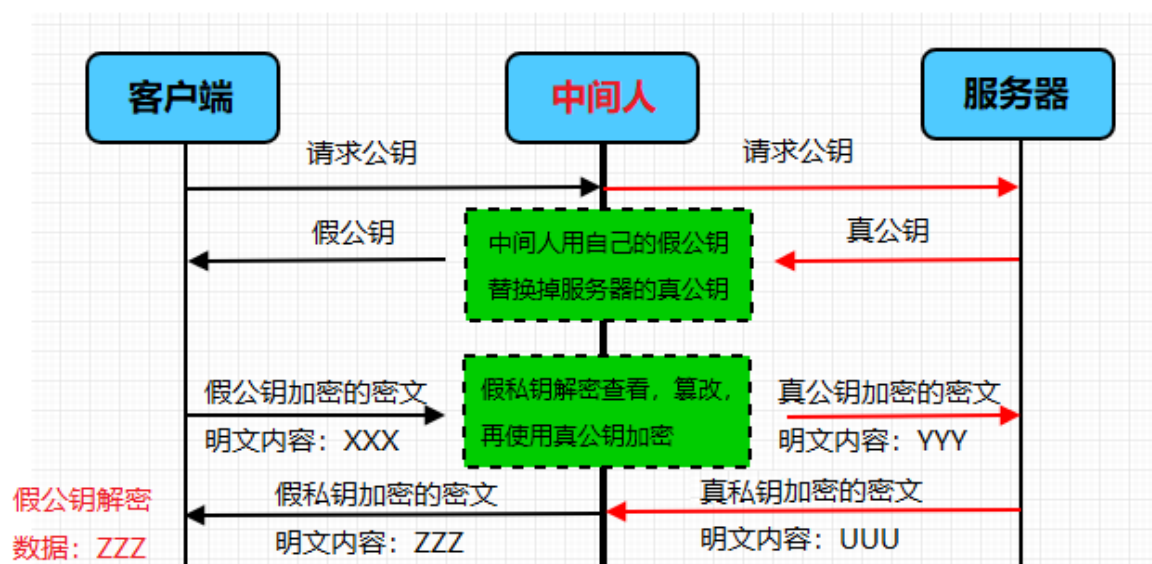 客户端
中间人
服务器
请求公钥
请求公钥
假公钥
真公钥
中间人用自己的假公钥
替换掉服务器的真公钥
假公钥加密的密文
明文内容：XXX
假私钥解密查看，篡改，
再使用真公钥加密
真公钥加密的密文
明文内容：YYY
假公钥解密
数据：ZZZ
假私钥加密的密文
明文内容：ZZZ
真私钥加密的密文
明文内容：UUU